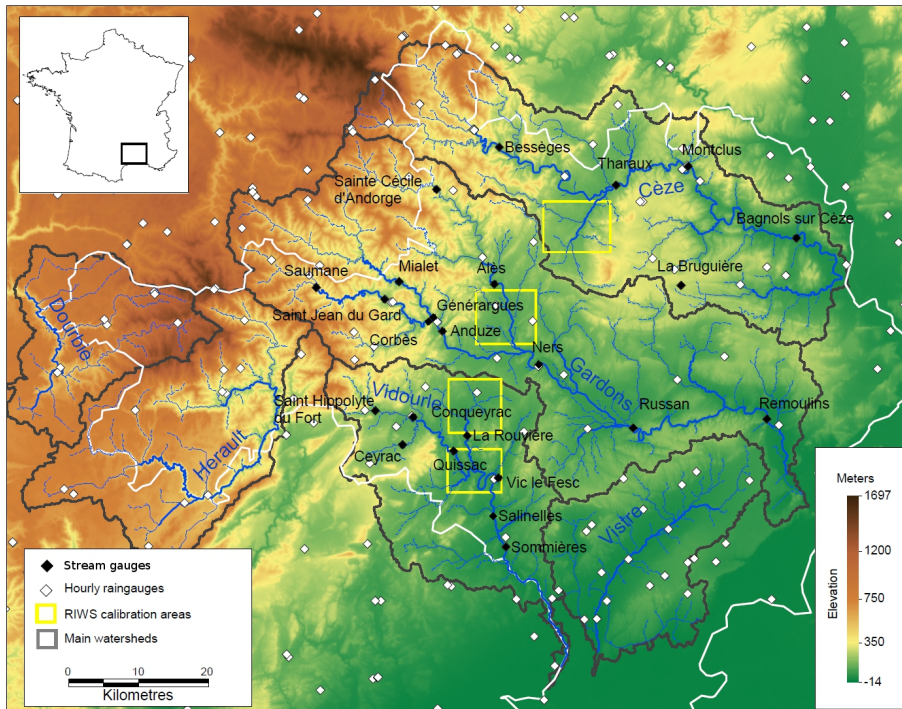 Bessèges
Montclus
Tharaux
Sainte Cécile
d'Andorge
Cèze
Bagnols sur Cèze
Mialet
Alès
Saumane
La Bruguière
Dourbie
Saint Jean du Gard
Générargues
Corbès
Anduze
Ners
Gardons
Vidourle
Saint Hippolyte
du Fort
Conqueyrac
Russan
Remoulins
La Rouvière
Ceyrac
Quissac
Herault
Vic le Fesc
Salinelles
Vistre
Sommières
Stream gauges
Hourly raingauges
RIWS calibration areas
Main watersheds
0 10 20
Kilometres
Meters
1697
1200
750
350
-14
Elevation